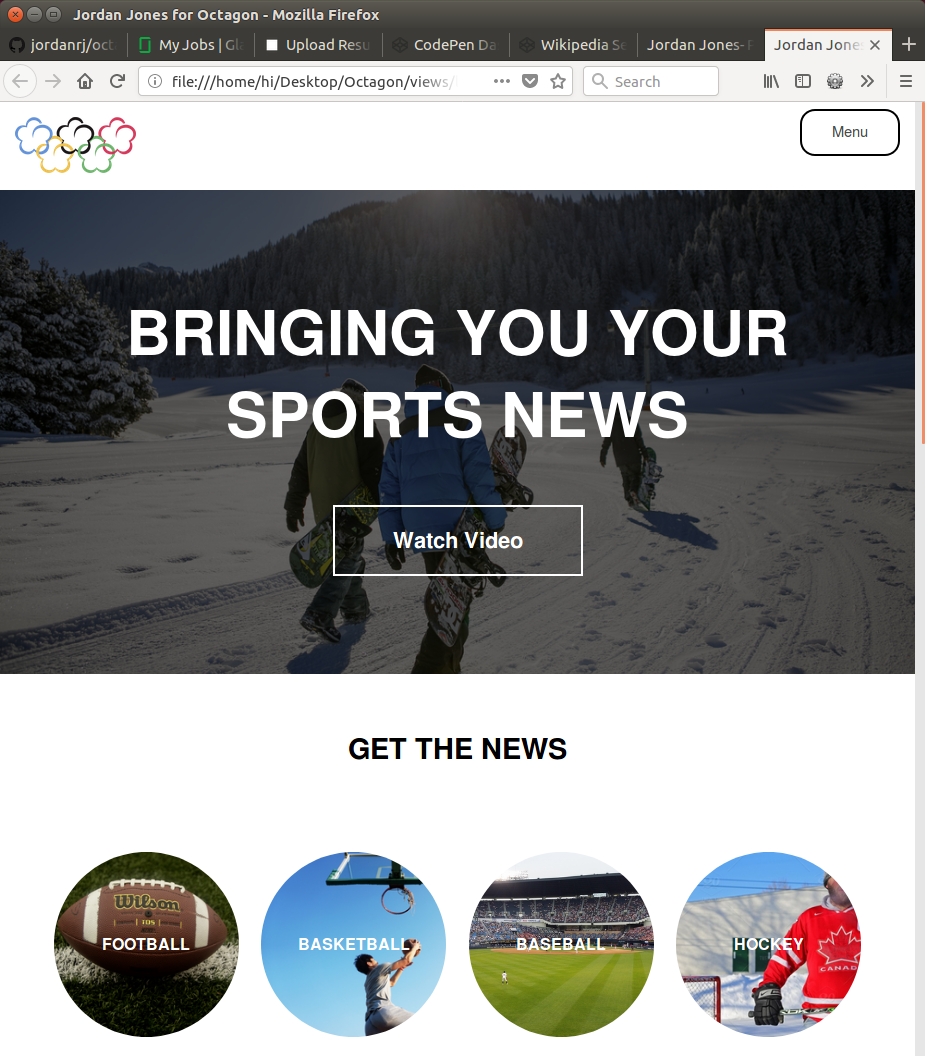 Jordan Jones for Octagon - Mozilla Firefox
jordanrj/oct
My Jobs | Gl
Upload Resu
CodePen Da
Wikipedia Se
Jordan Jones-
Jordan Jones
file:///home/hi/Desktop/Octagon/views/
Search
Menu
BRINGING YOU YOUR
SPORTS NEWS
Watch Video
GET THE NEWS
Wilson
TDS
FOOTBALL
BASKETBALL
BASEBALL
HOCKEY
CANADA